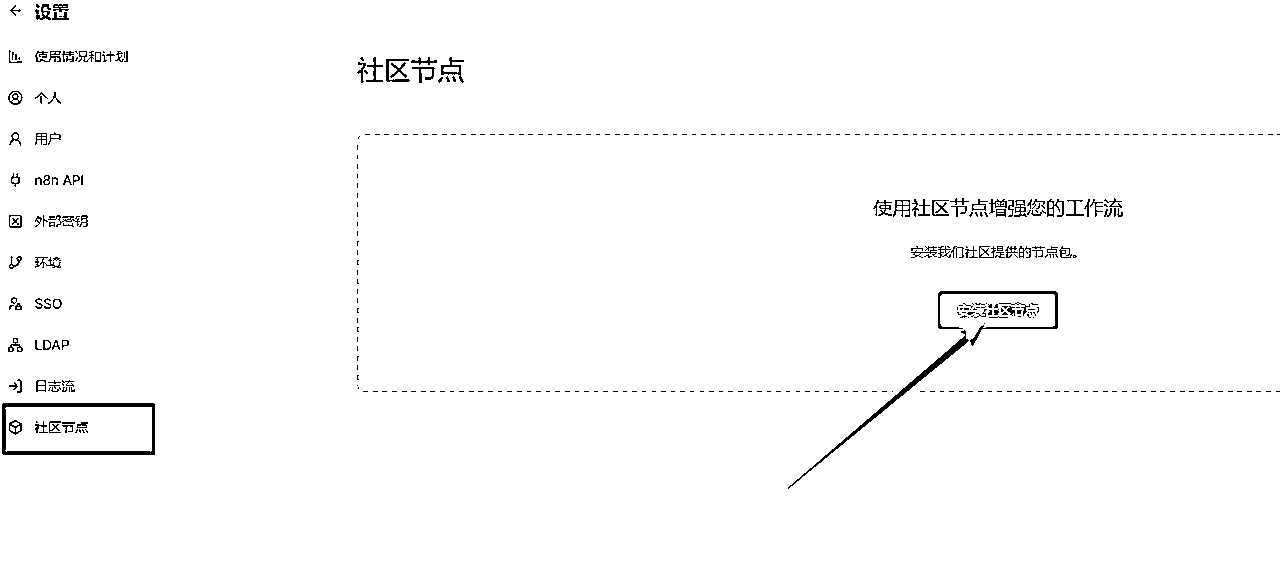 设置
使用情况和计划
个人
用户
n8n API
外部密钥
环境
SSO
LDAP
日志流
社区节点
社区节点
使用社区节点增强您的工作流
安装我们社区提供的节点包。
安装社区节点